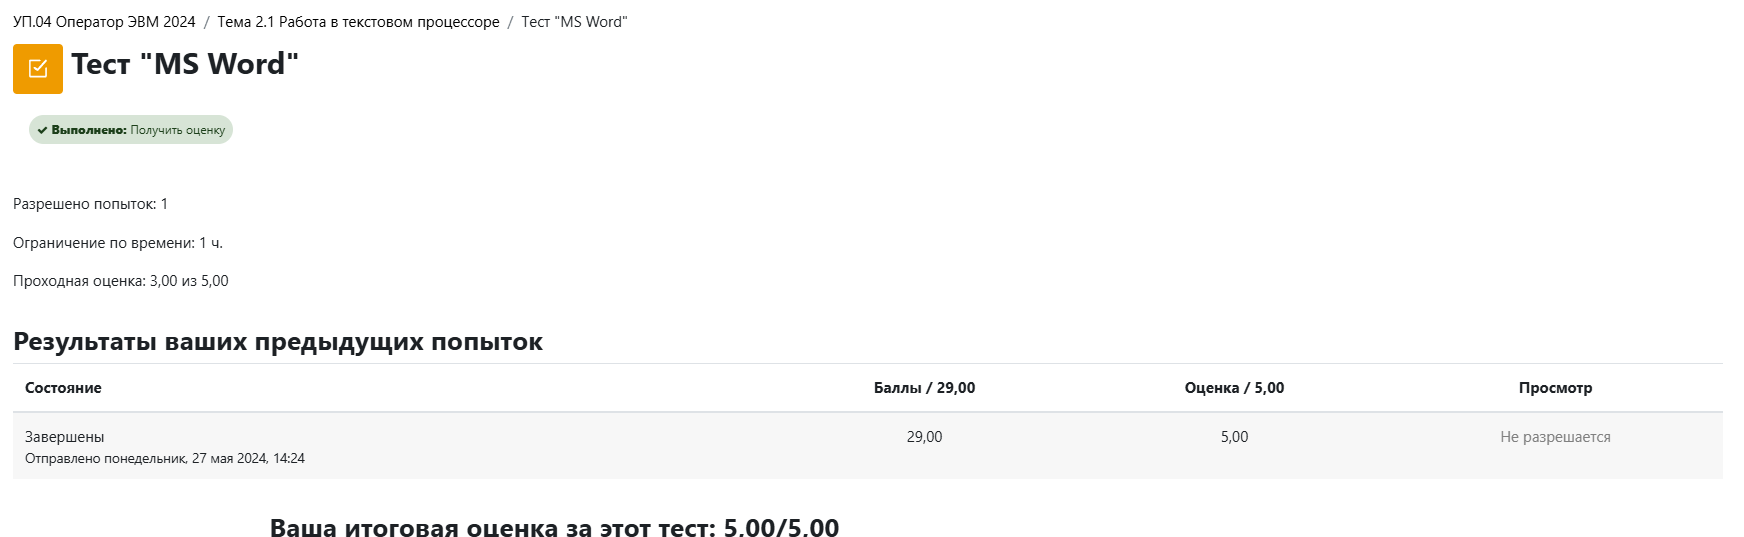 УП.04 Оператор ЭВМ 2024 / Тема 2.1 Работа в текстовом процессоре / Тест "MS Word"
Тест "MS Word"
Выполнено: Получить оценку
Разрешено попыток: 1
Ограничение по времени: 1 ч.
Проходная оценка: 3,00 из 5,00
Результаты ваших предыдущих попыток
Состояние Баллы / 29,00 Оценка / 5,00 Просмотр
Завершены 29,00 5,00 Не разрешается
Отправлено понедельник, 27 мая 2024, 14:24
Ваша итоговая оценка за этот тест: 5,00/5,00